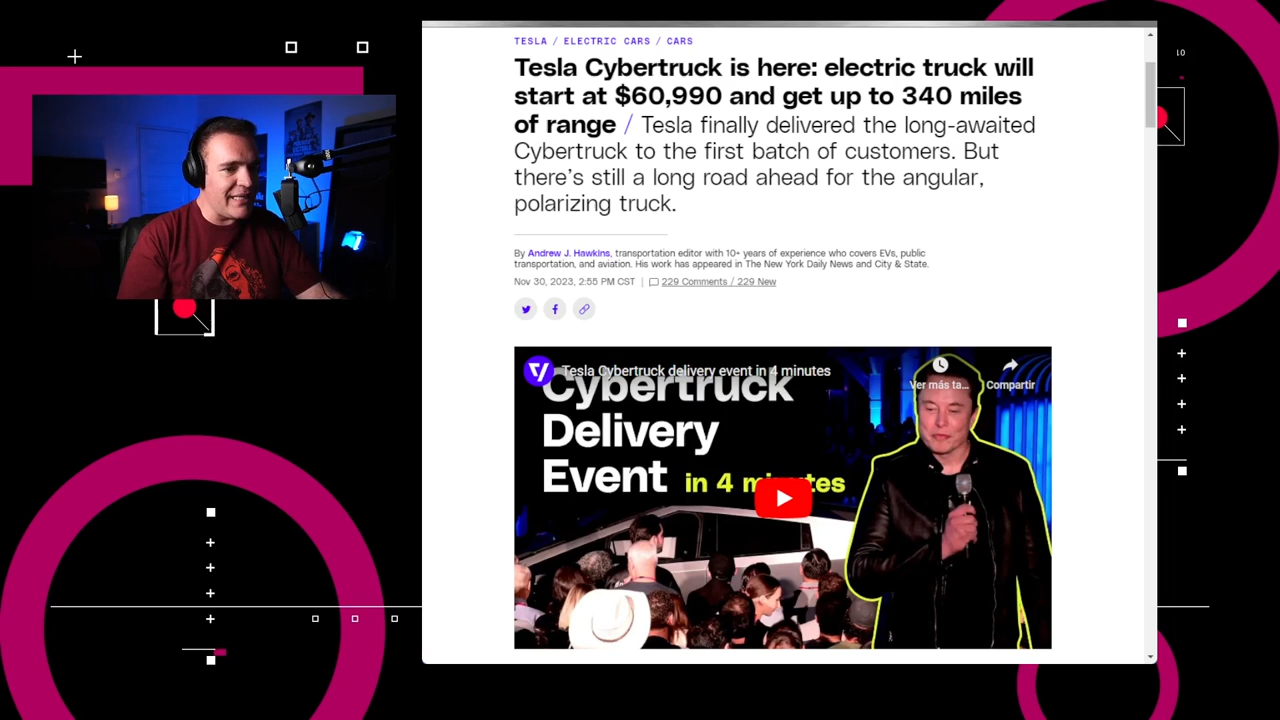 TESLA / ELECTRIC CARS / CARS
Tesla Cybertruck is here: electric truck will
start at $60,990 and get up to 340 miles
of range / Tesla finally delivered the long-awaited
Cybertruck to the first batch of customers. But
there's still a long road ahead for the angular,
polarizing truck.
By Andrew J. Hawkins, transportation editor with 10+ years of experience who covers EVs, public
transportation, and aviation. His work has appeared in The New York Daily News and City & State.
Nov 30, 2023, 2:55 PM CST | 229 Comments / 229 New
Tesla Cybertruck delivery event in 4 minutes
Ver más ta...
Compartir
Cybertruck
Delivery
Event in 4 minutes